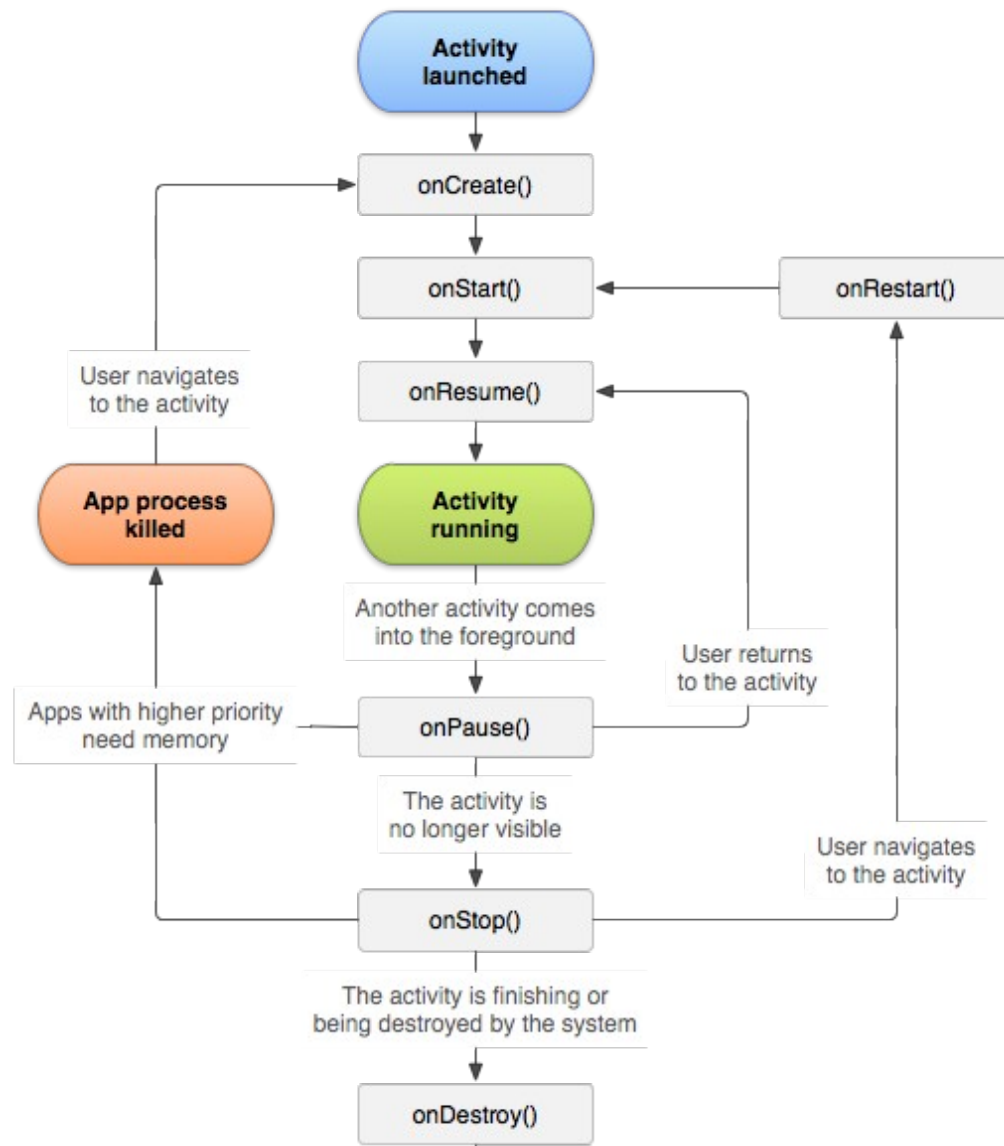 Activity
launched
onCreate()
onStart()
onRestart()
User navigates
to the activity
onResume()
App process
killed
Activity
running
Another activity comes
into the foreground
User returns
to the activity
Apps with higher priority
need memory
onPause()
The activity is
no longer visible
User navigates
to the activity
onStop()
The activity is finishing or
being destroyed by the system
onDestroy()